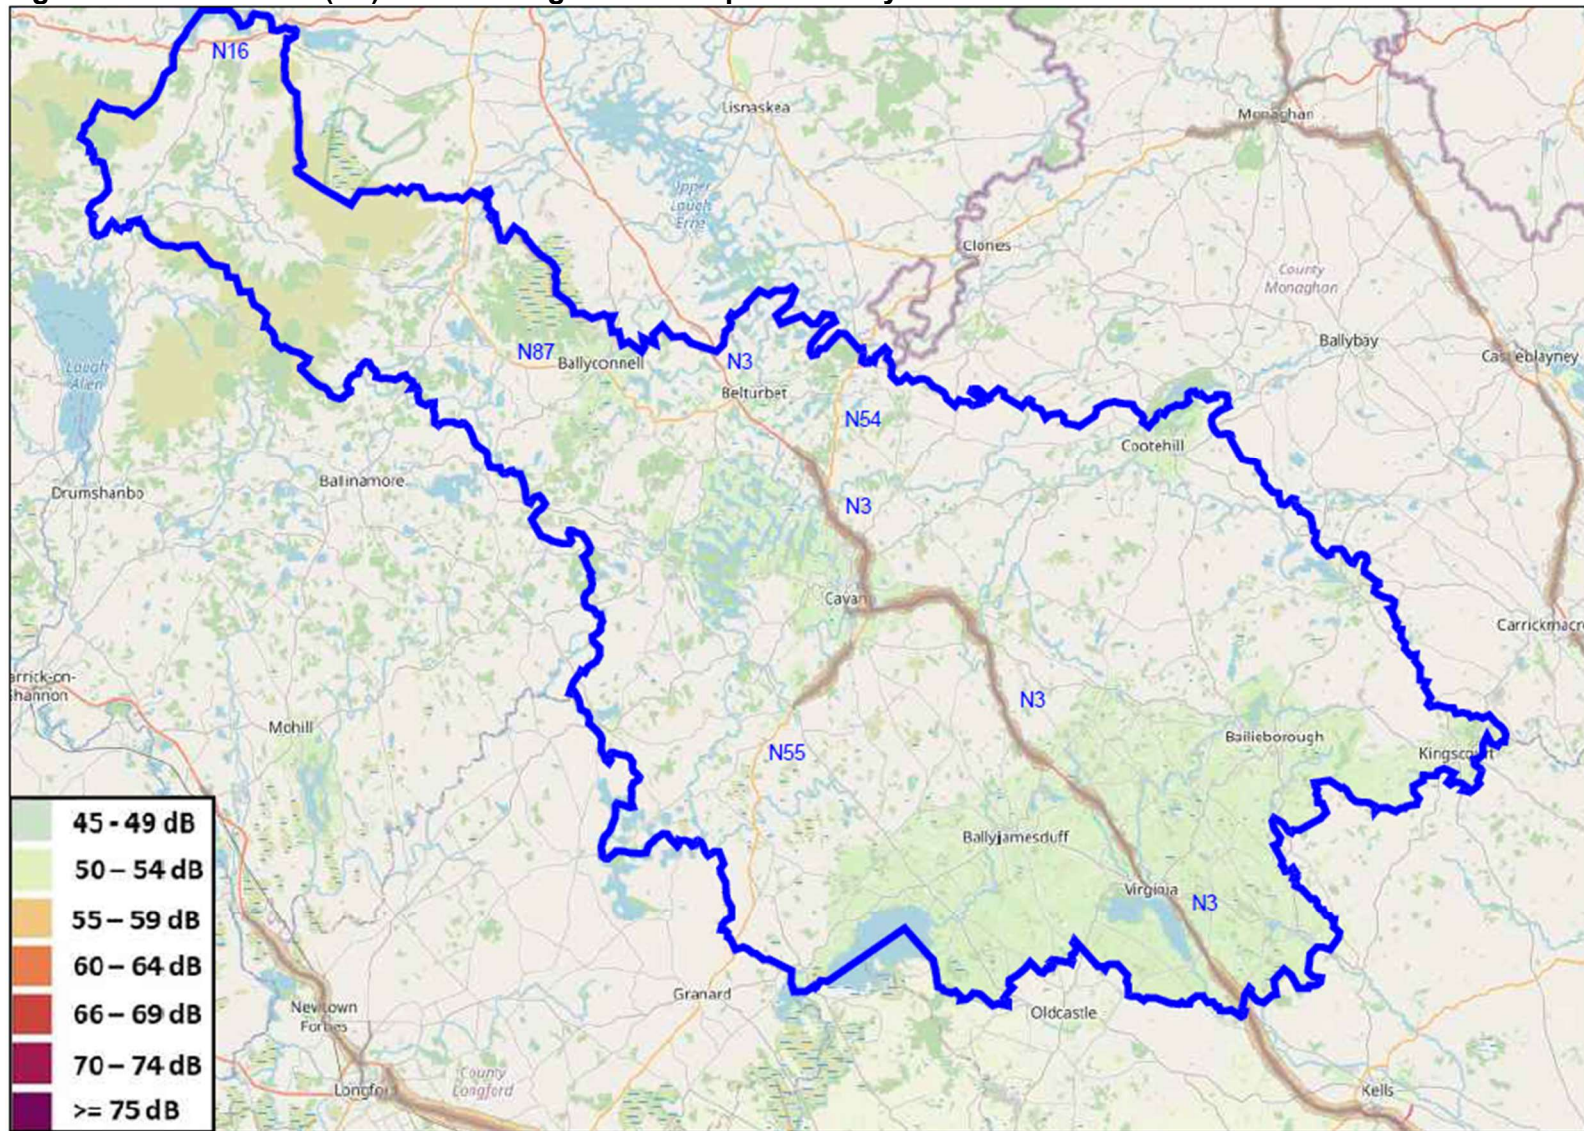 N16
Lisnaskea
Monaghan
Upper
Lough
Erne
Clones
County
Monaghan
Ballybay
Castleblayney
N87
Ballyconnell
N3
Belturbet
N54
Lough
Allen
Cootehill
Drumshanbo
Ballinamore
N3
Cavan
Carrickmacro
arrick-on-
Shannon
N3
Mohill
Bailieborough
N55
Kingscourt
Ballyjamesduff
Virginia
N3
Granard
Oldcastle
Newtown
Forbes
County
Longford
Longford
Kells
45 - 49 dB
50 – 54 dB
55 – 59 dB
60 – 64 dB
66 – 69 dB
70 – 74 dB
>= 75 dB